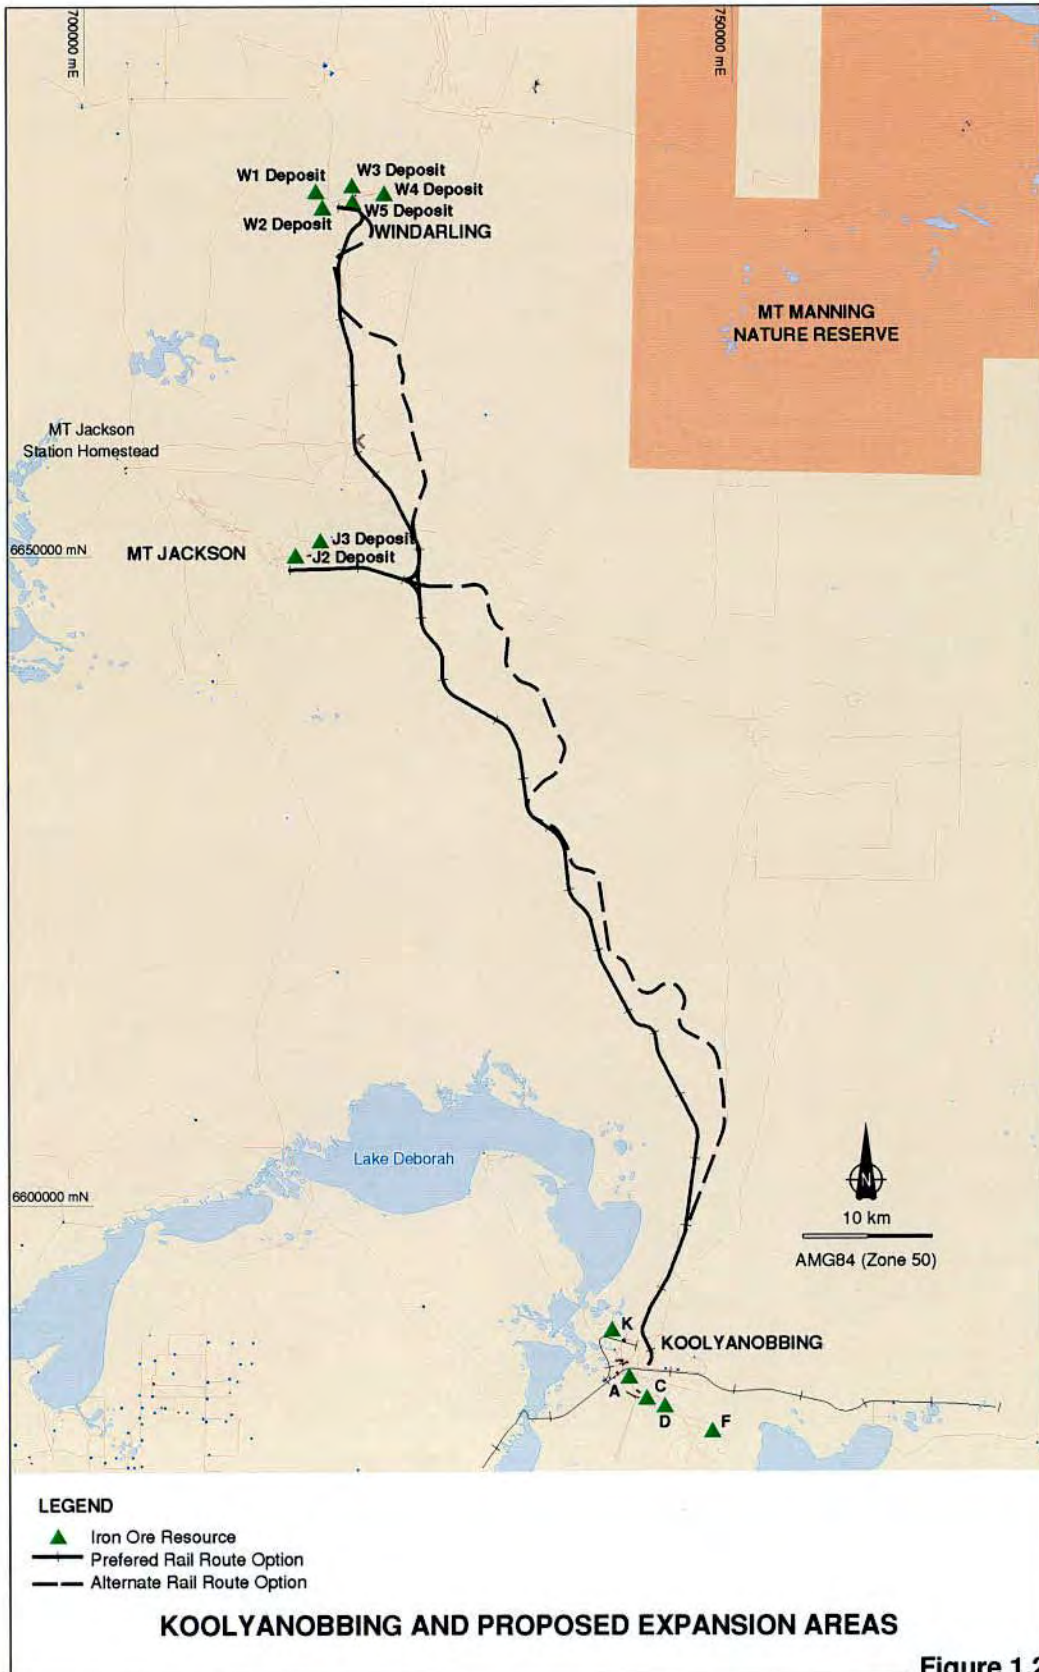 700000 mE
750000 mE
W1 Deposit
W3 Deposit
W4 Deposit
W2 Deposit
W5 Deposit
WINDARLING
MT MANNING
NATURE RESERVE
MT Jackson
Station Homestead
J3 Deposit
6650000 mN
MT JACKSON
J2 Deposit
Lake Deborah
N
6600000 mN
10 km
AMG84 (Zone 50)
K
KOOLYANOBBING
A
C
D
F
LEGEND
Iron Ore Resource
Prefered Rail Route Option
Alternate Rail Route Option
KOOLYANOBBING AND PROPOSED EXPANSION AREAS
Figure 1.2